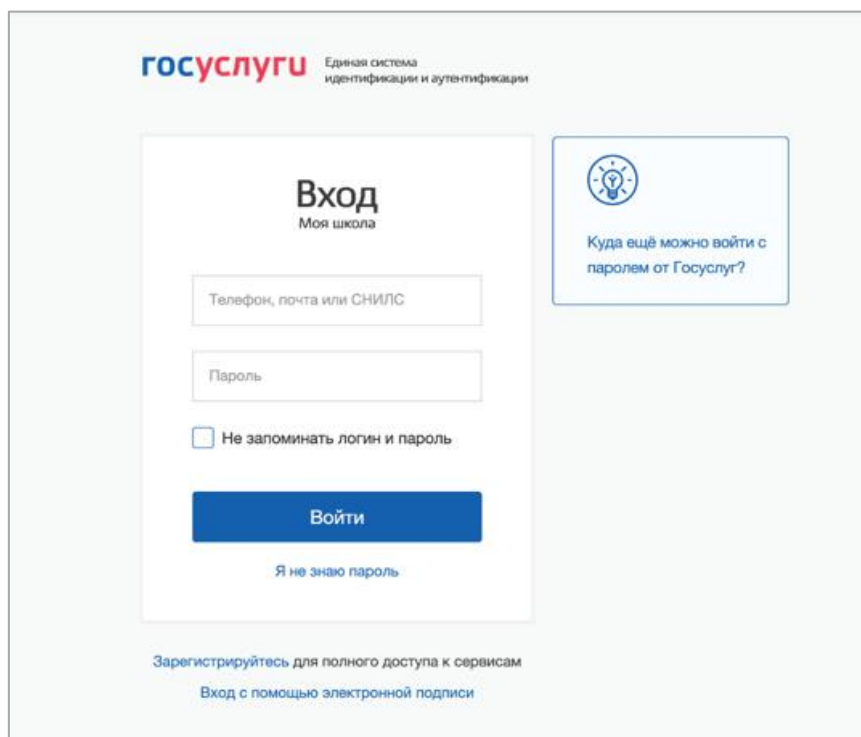 госуслуги
Единая система
идентификации и аутентификации
Вход
Моя школа
Телефон, почта или СНИЛС
Пароль
Не запоминать логин и пароль
Войти
Я не знаю пароль
Куда ещё можно войти с
паролем от Госуслуг?
Зарегистрируйтесь для полного доступа к сервисам
Вход с помощью электронной подписи